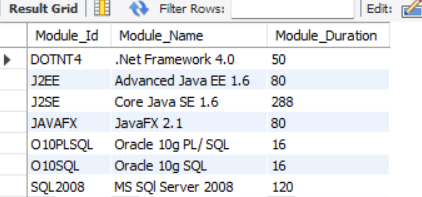 Result Grid Filter Rows: Edit:
Module_Id Module_Name Module_Duration
DOTNT4 .Net Framework 4.0 50
J2EE Advanced Java EE 1.6 80
J2SE Core Java SE 1.6 288
JAVAFX JavaFX 2.1 80
O10PLSQL Oracle 10g PL/ SQL 16
O10SQL Oracle 10g SQL 16
SQL2008 MS SQl Server 2008 120